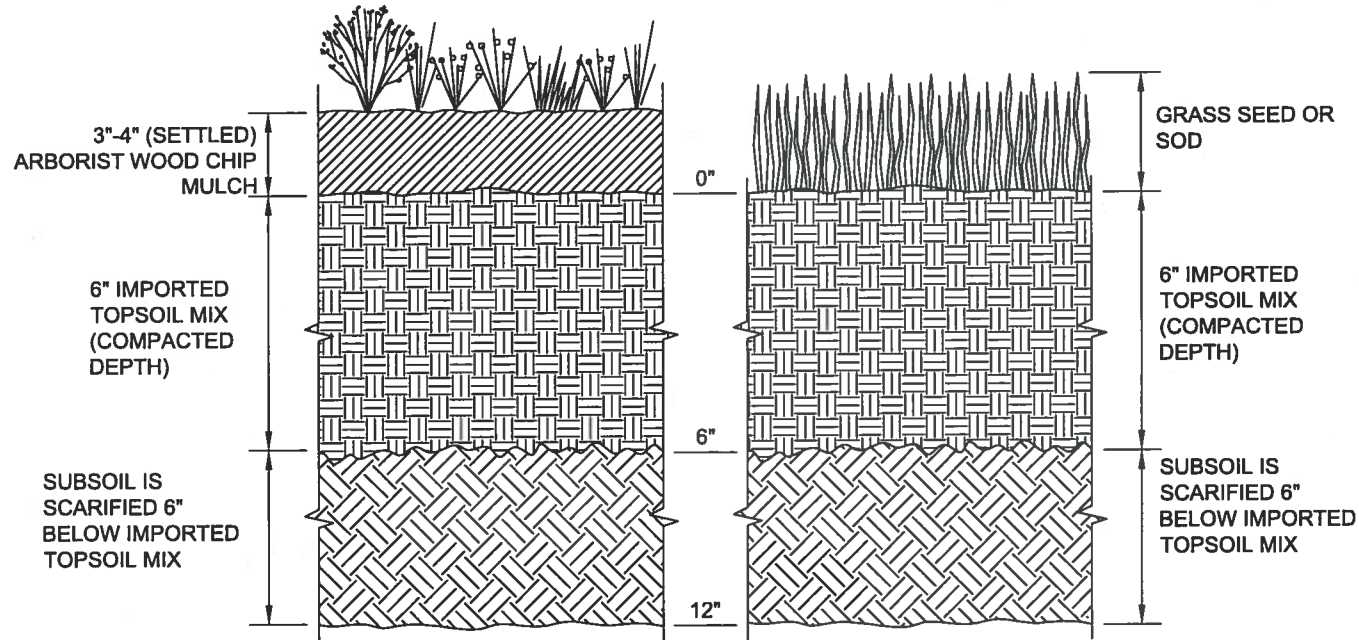 3"-4" (SETTLED)
ARBORIST WOOD CHIP
MULCH
6" IMPORTED
TOPSOIL MIX
(COMPACTED
DEPTH)
SUBSOIL IS
SCARIFIED 6"
BELOW IMPORTED
TOPSOIL MIX
0"
6"
12"
GRASS SEED OR
SOD
6" IMPORTED
TOPSOIL MIX
(COMPACTED
DEPTH)
SUBSOIL IS
SCARIFIED 6"
BELOW IMPORTED
TOPSOIL MIX